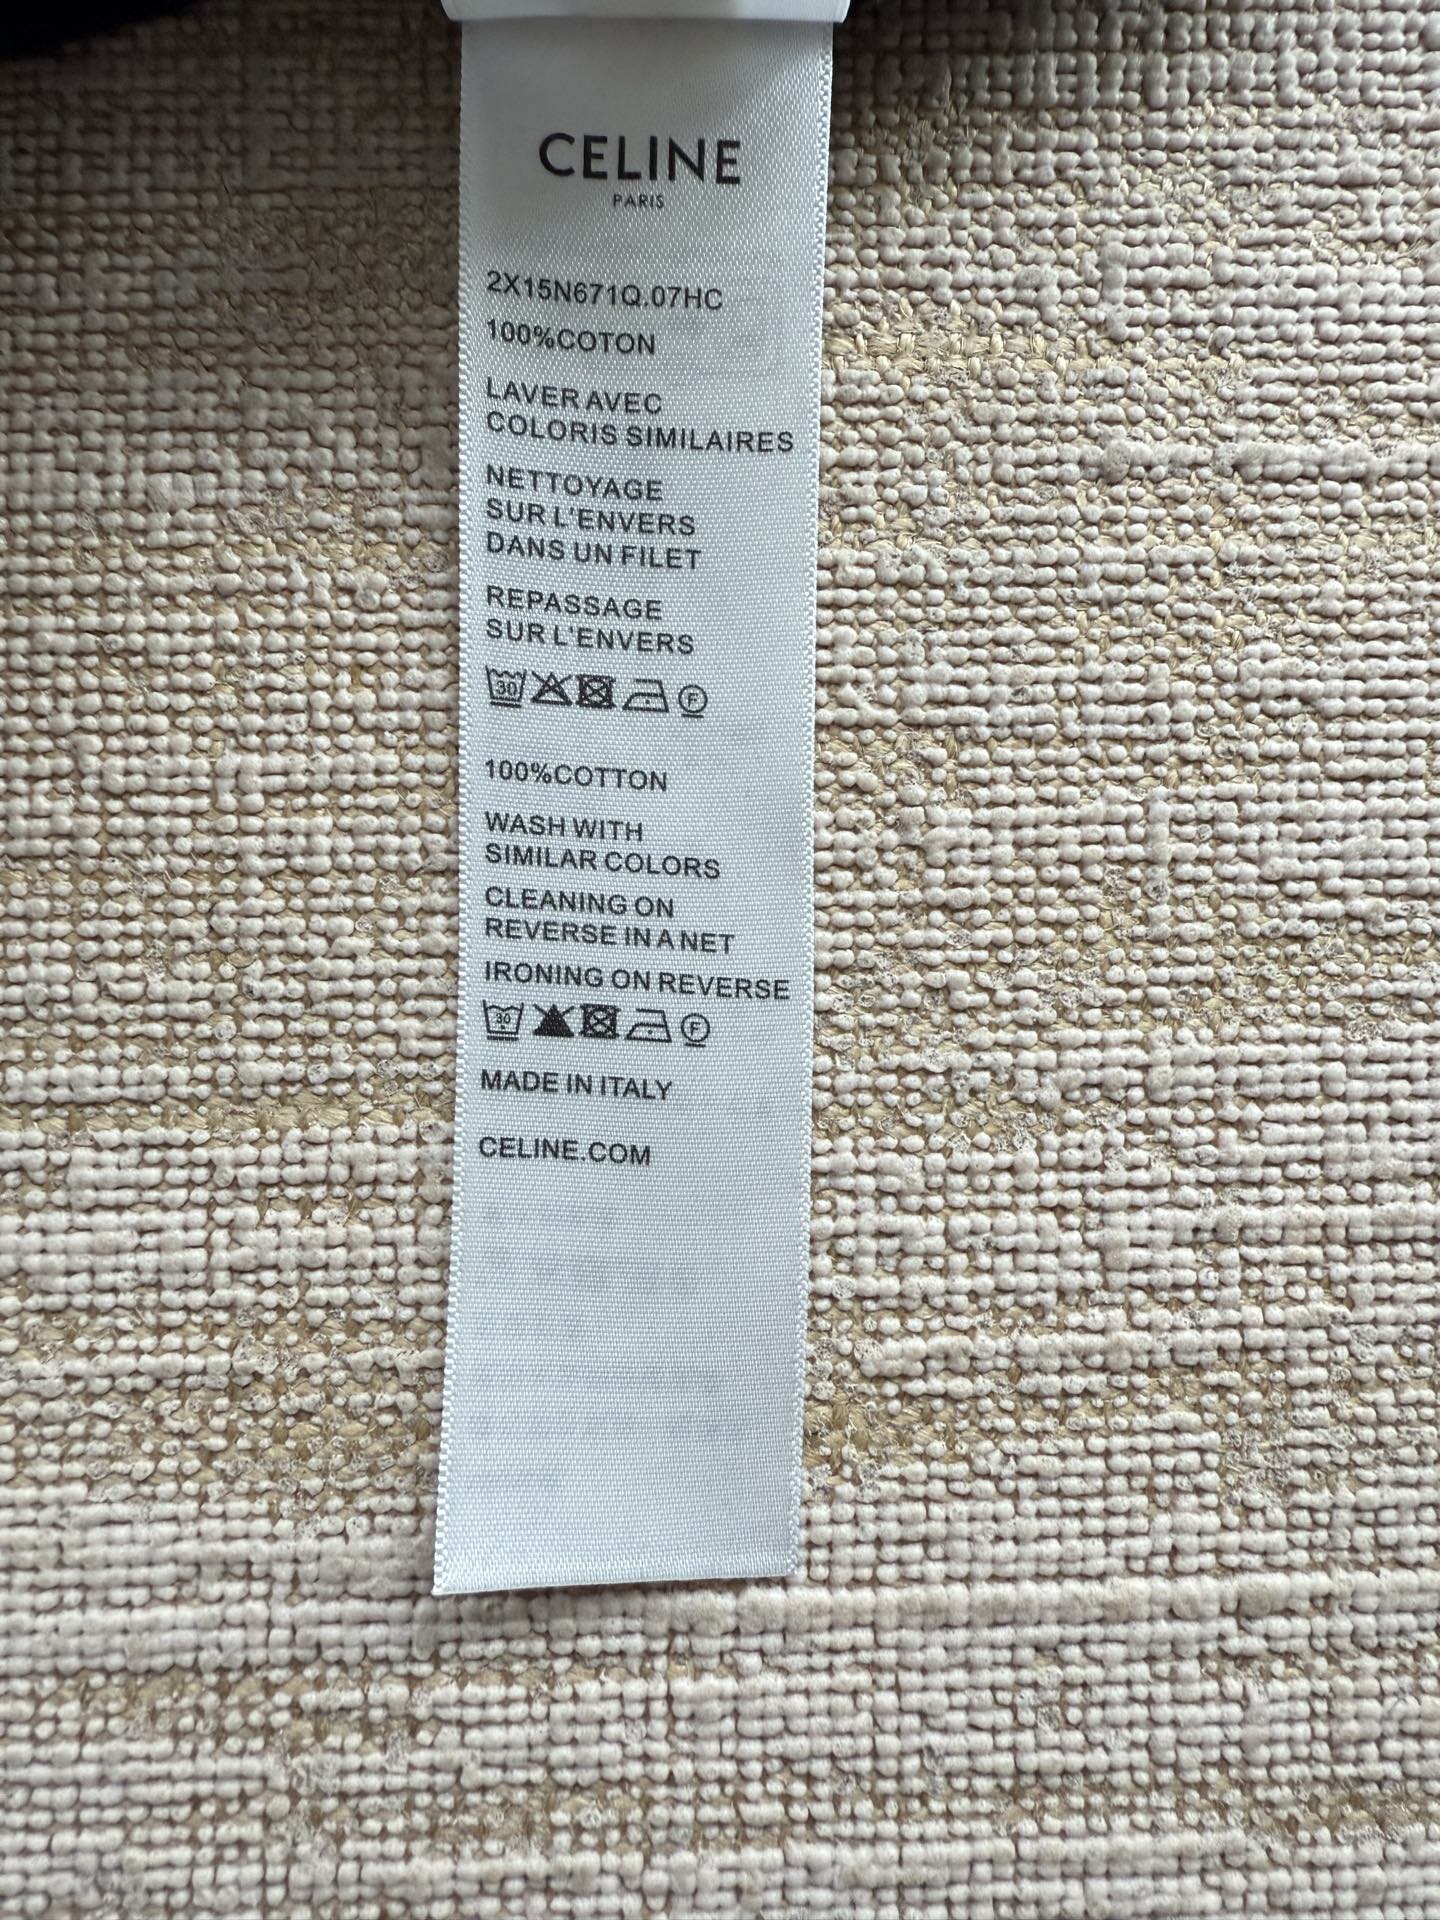 CELINE
PARIS
2X15N671Q.07HC
100%COTON
LAVER AVEC
COLORIS SIMILAIRES
NETTOYAGE
SUR L'ENVERS
DANS UN FILET
REPASSAGE
SUR L'ENVERS
30 F
100%COTTON
WASH WITH
SIMILAR COLORS
CLEANING ON
REVERSE IN A NET
IRONING ON REVERSE
30 F
MADE IN ITALY
CELINE.COM